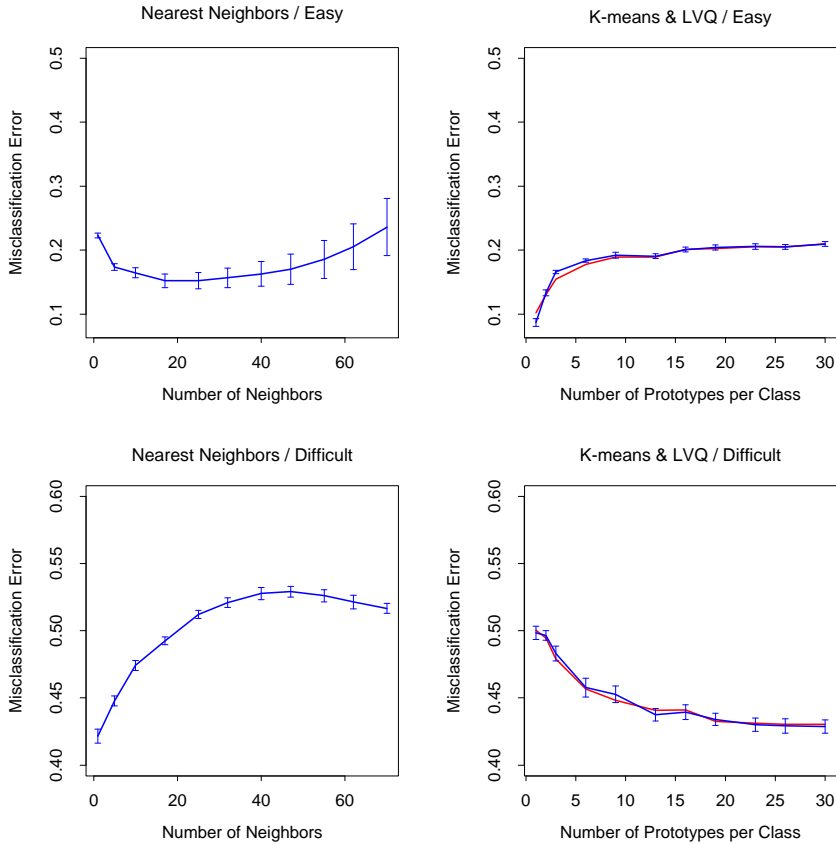 Nearest Neighbors / Easy
Misclassification Error
0.1 0.2 0.3 0.4 0.5
0 20 40 60
Number of Neighbors
K-means & LVQ / Easy
Misclassification Error
0.1 0.2 0.3 0.4 0.5
0 5 10 15 20 25 30
Number of Prototypes per Class
Nearest Neighbors / Difficult
Misclassification Error
0.40 0.45 0.50 0.55 0.60
0 20 40 60
Number of Neighbors
K-means & LVQ / Difficult
Misclassification Error
0.40 0.45 0.50 0.55 0.60
0 5 10 15 20 25 30
Number of Prototypes per Class